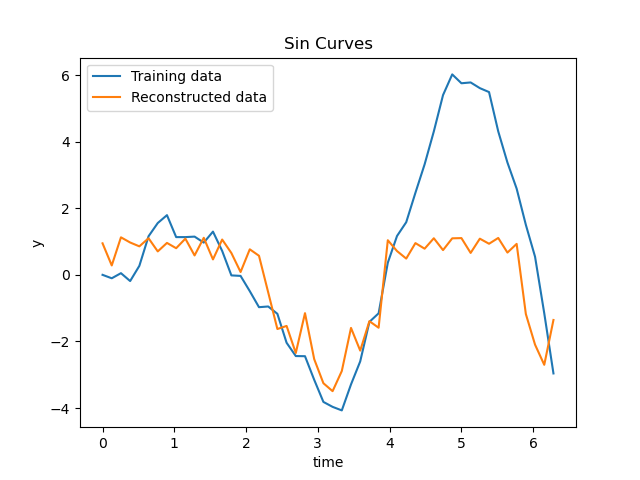 Sin Curves
Training data
Reconstructed data
6
4
2
0
−2
−4
y
0 1 2 3 4 5 6
time